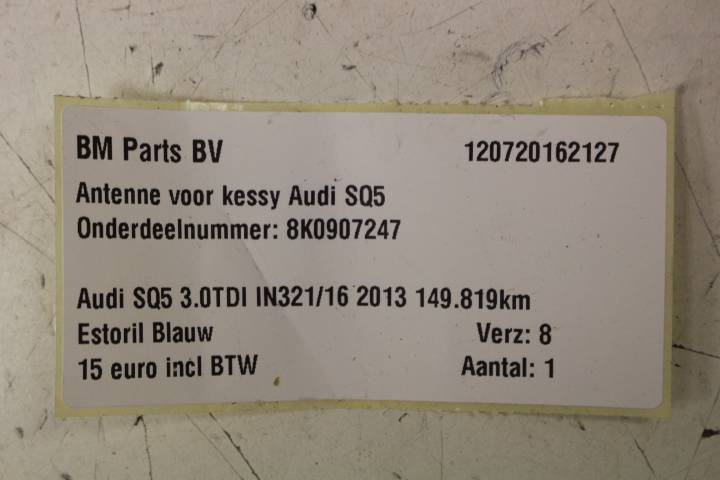 BM Parts BV 120720162127
Antenne voor kessy Audi SQ5
Onderdeelnummer: 8K0907247
Audi SQ5 3.0TDI IN321/16 2013 149.819km
Estoril Blauw Verz: 8
15 euro incl BTW Aantal: 1